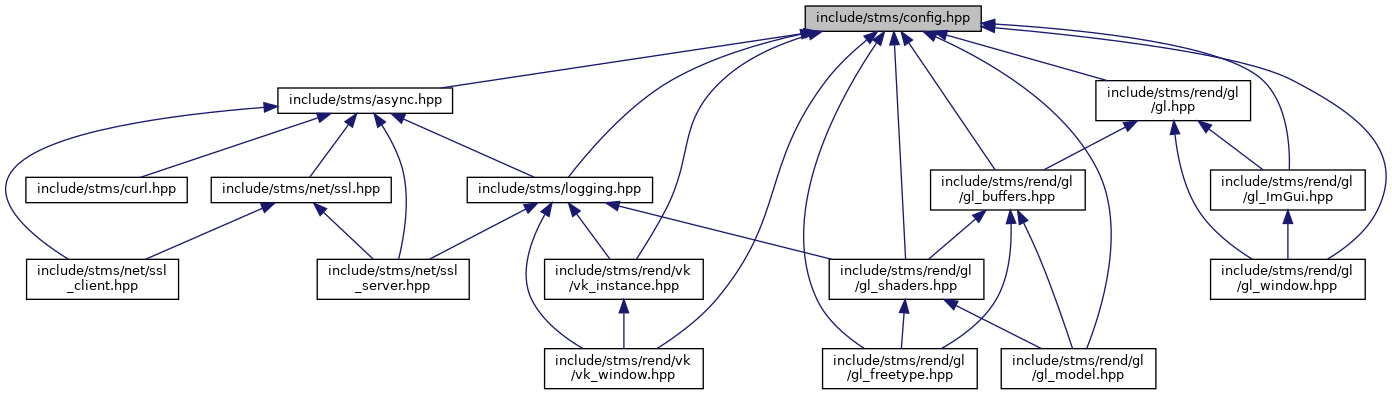 include/stms/config.hpp
include/stms/async.hpp
include/stms/rend/gl
/gl.hpp
include/stms/curl.hpp
include/stms/net/ssl.hpp
include/stms/logging.hpp
include/stms/rend/gl
/gl_buffers.hpp
include/stms/rend/gl
/gl_ImGui.hpp
include/stms/net/ssl
_client.hpp
include/stms/net/ssl
_server.hpp
include/stms/rend/vk
/vk_instance.hpp
include/stms/rend/gl
/gl_shaders.hpp
include/stms/rend/gl
/gl_window.hpp
include/stms/rend/vk
/vk_window.hpp
include/stms/rend/gl
/gl_freetype.hpp
include/stms/rend/gl
/gl_model.hpp